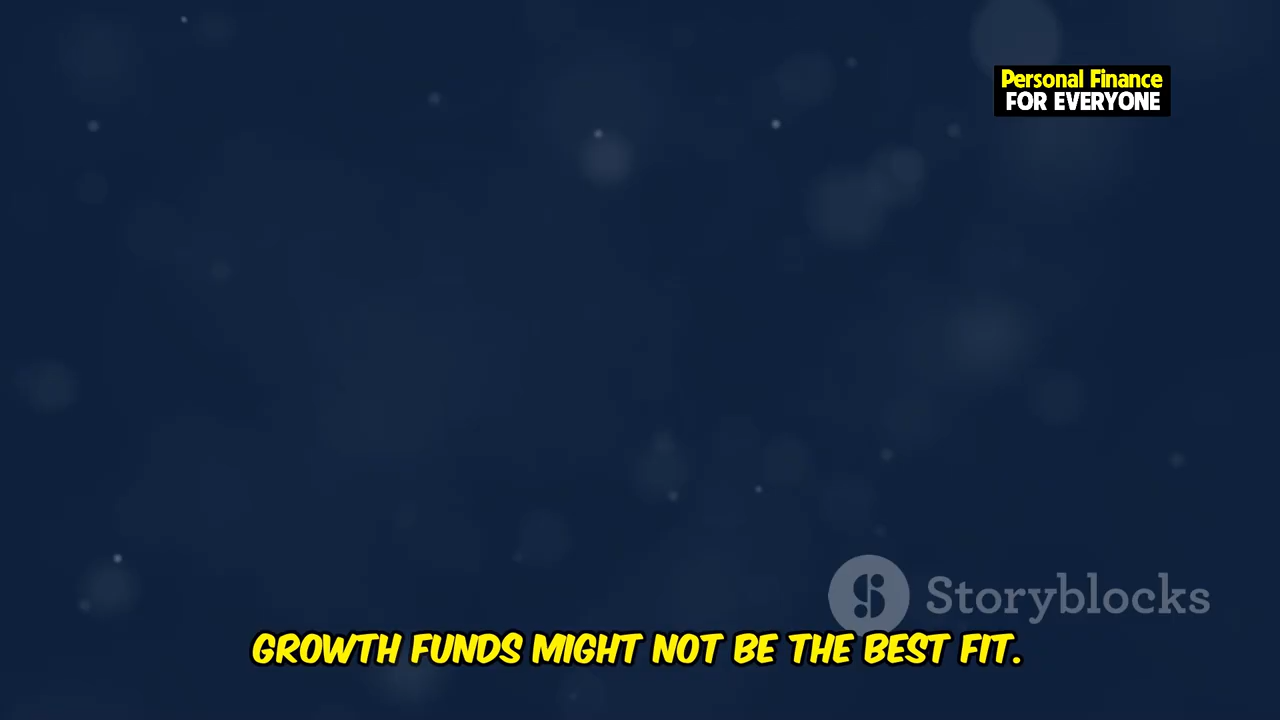 Personal Finance
FOR EVERYONE
Storyblocks
GROWTH FUNDS MIGHT NOT BE THE BEST FIT.